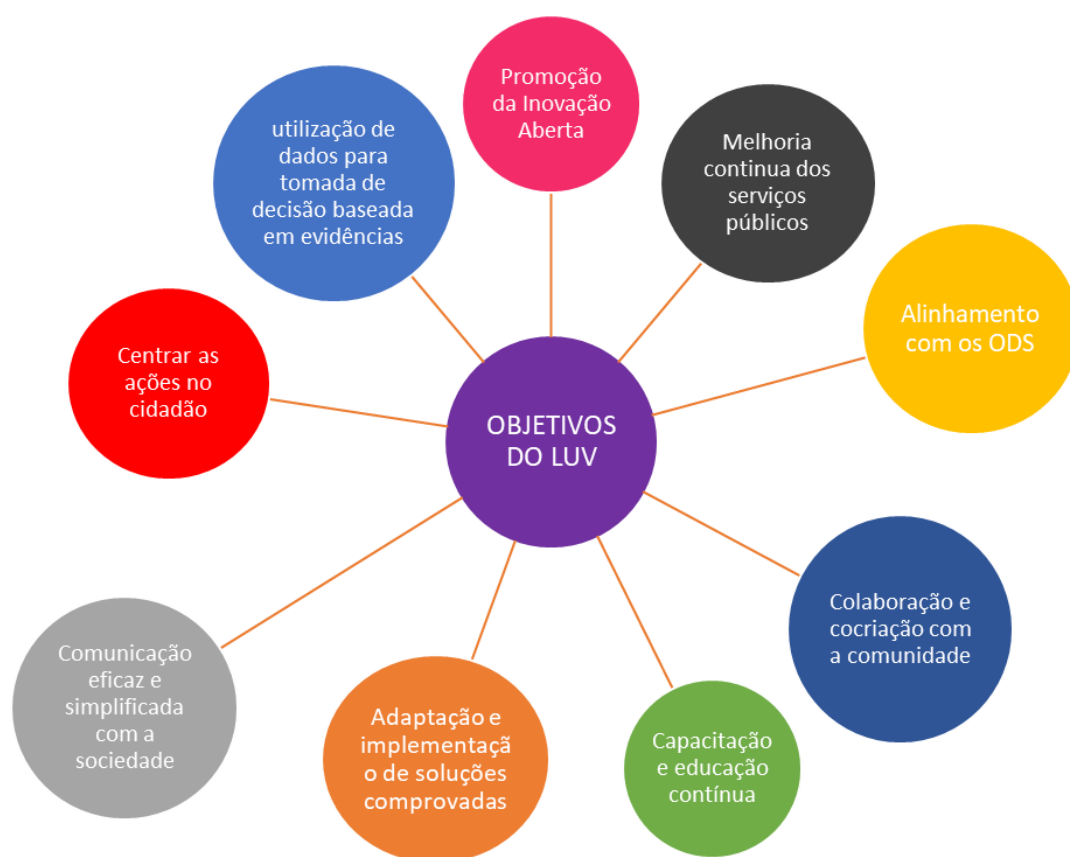 Promoção
da Inovação
Aberta
utilização de
dados para
tomada de
decisão baseada
em evidências
Melhoria
continua dos
serviços
públicos
Alinhamento
com os ODS
Centrar as
ações no
cidadão
OBJETIVOS
DO LUV
Colaboração e
cocriação com
a comunidade
Comunicação
eficaz e
simplificada
com a
sociedade
Adaptação e
implementaçã
o de soluções
comprovadas
Capacitação
e educação
contínua